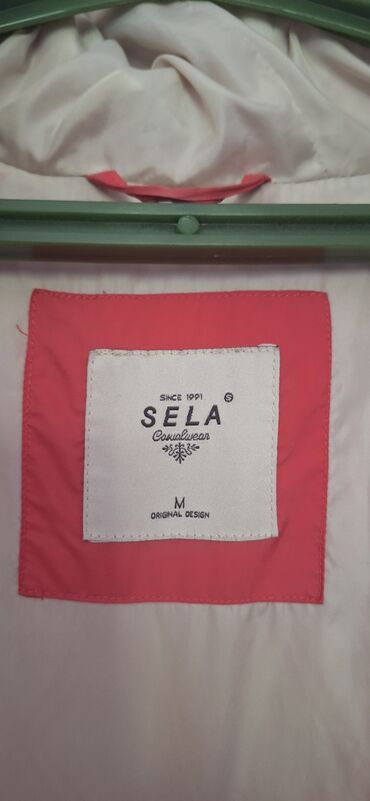 SINCE 1991
SELA S
Casualwear
M
ORIGINAL DESIGN